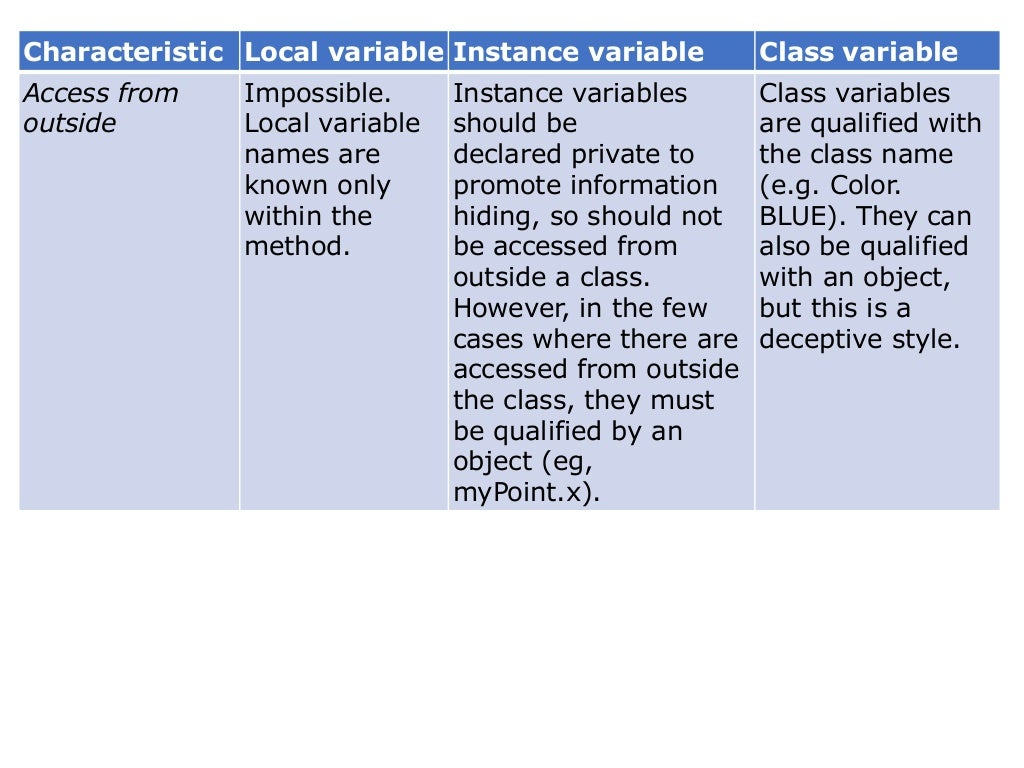 Characteristic Local variable Instance variable Class variable
Access from
outside
Impossible.
Local variable
names are
known only
within the
method.
Instance variables
should be
declared private to
promote information
hiding, so should not
be accessed from
outside a class.
However, in the few
cases where there are
accessed from outside
the class, they must
be qualified by an
object (eg,
myPoint.x).
Class variables
are qualified with
the class name
(e.g. Color.
BLUE). They can
also be qualified
with an object,
but this is a
deceptive style.